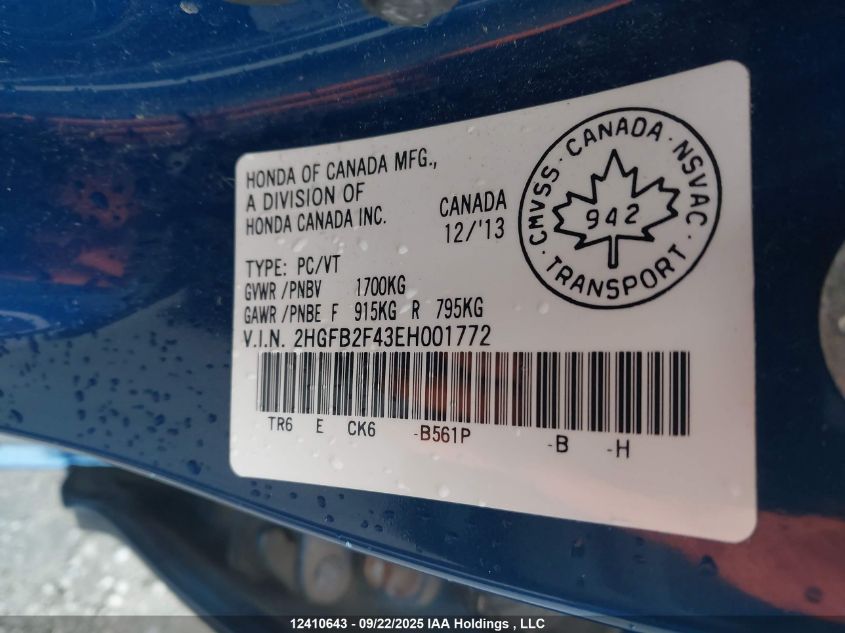 HONDA OF CANADA MFG.,
A DIVISION OF
HONDA CANADA INC.
CANADA
12/'13
CMVSS · CANADA · NSVAC · TRANSPORT ·
942
TYPE: PC/VT
GVWR /PNBV 1700KG
GAWR /PNBE F 915KG R 795KG
V.I.N. 2HGFB2F43EH001772
TR6 E CK6 -B561P -B -H
12410643 - 09/22/2025 IAA Holdings , LLC